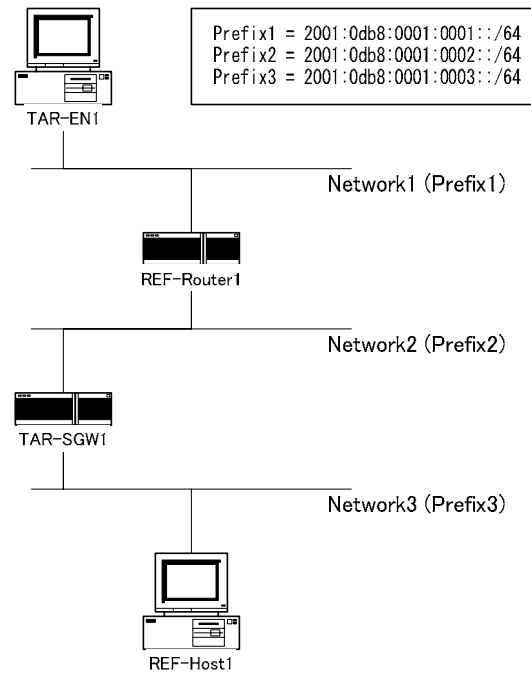 Prefix1 = 2001:0db8:0001:0001::/64
Prefix2 = 2001:0db8:0001:0002::/64
Prefix3 = 2001:0db8:0001:0003::/64
TAR-EN1
Network1 (Prefix1)
REF-Router1
Network2 (Prefix2)
TAR-SGW1
Network3 (Prefix3)
REF-Host1